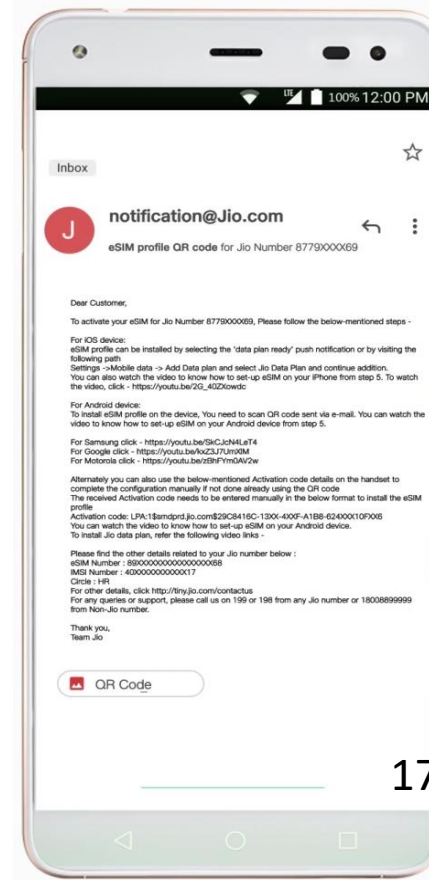 LTE 100% 12:00 PM
Inbox
J
notification@Jio.com
eSIM profile QR code for Jio Number 8779XXXX69
Dear Customer,
To activate your eSIM for Jio Number 8779XXXX69, Please follow the below-mentioned steps -
For iOS device:
eSIM profile can be installed by selecting the 'data plan ready' push notification or by visiting the
following path
Settings ->Mobile data -> Add Data plan and select Jio Data Plan and continue addition.
You can also watch the video to know how to set-up eSIM on your iPhone from step 5. To watch
the video, click - https://youtu.be/2G_40ZXowdc
For Android device:
To install eSIM profile on the device, You need to scan QR code sent via e-mail. You can watch the
video to know how to set-up eSIM on your Android device from step 5.
For Samsung click - https://youtu.be/SkCJcN4LeT4
For Google click - https://youtu.be/kxZ3J7UmXlM
For Motorola click - https://youtu.be/zBhFYm0AV2w
Alternately you can also use the below-mentioned Activation code details on the handset to
complete the configuration manually if not done already using the QR code
The received Activation code needs to be entered manually in the below format to install the eSIM
profile
Activation code: LPA:1$smdprd.jio.com$29C8416C-13XX-4XXF-A1B8-624XXX10FXX6
You can watch the video to know how to set-up eSIM on your Android device.
To install Jio data plan, refer the following video links -
Please find the other details related to your Jio number below :
eSIM Number : 89XXXXXXXXXXXXXXXX68
IMSI Number : 40XXXXXXXXXXX17
Circle : HR
For other details, click http://tiny.jio.com/contactus
For any queries or support, please call us on 199 or 198 from any Jio number or 18008899999
from Non-Jio number.
Thank you,
Team Jio
QR Code
17